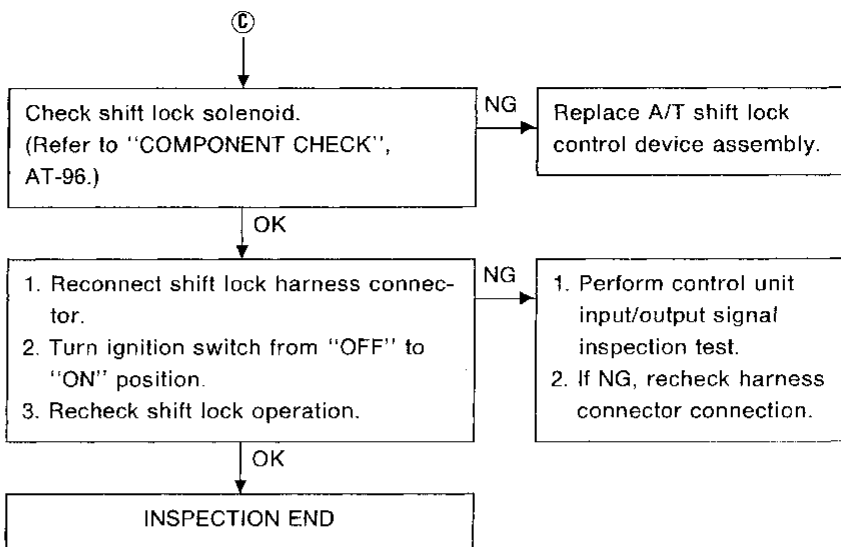 Ⓒ
Check shift lock solenoid.
(Refer to "COMPONENT CHECK",
AT-96.)
NG
Replace A/T shift lock
control device assembly.
OK
1. Reconnect shift lock harness connec-
tor.
2. Turn ignition switch from "OFF" to
"ON" position.
3. Recheck shift lock operation.
NG
1. Perform control unit
input/output signal
inspection test.
2. If NG, recheck harness
connector connection.
OK
INSPECTION END